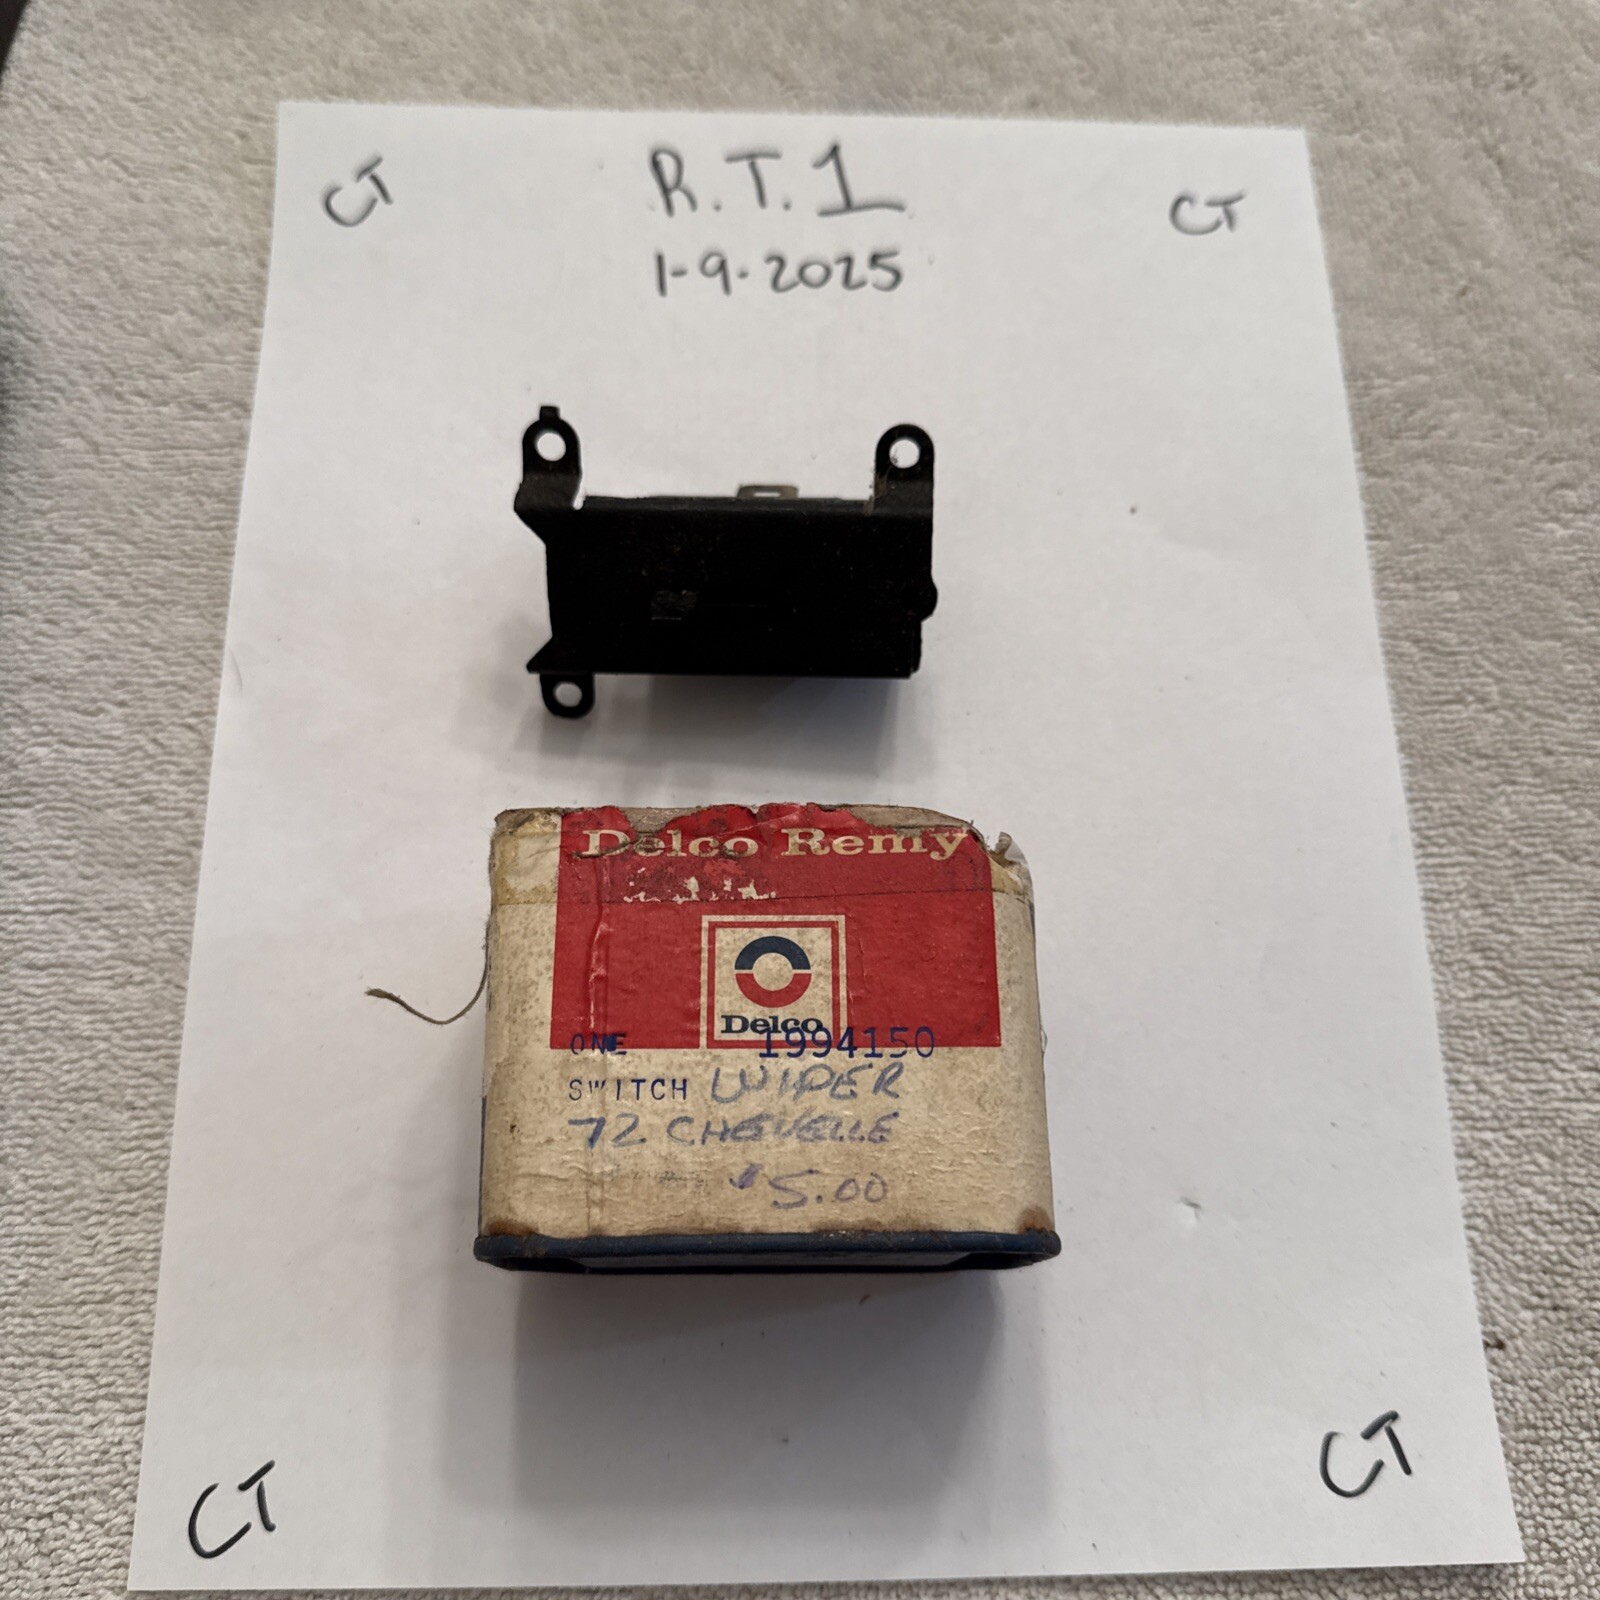 CT R.T.1 CT
1-9-2025
Delco Remy
Delco
ONE 1994150
SWITCH WIPER
72 CHEVELLE
$5.00
CT CT